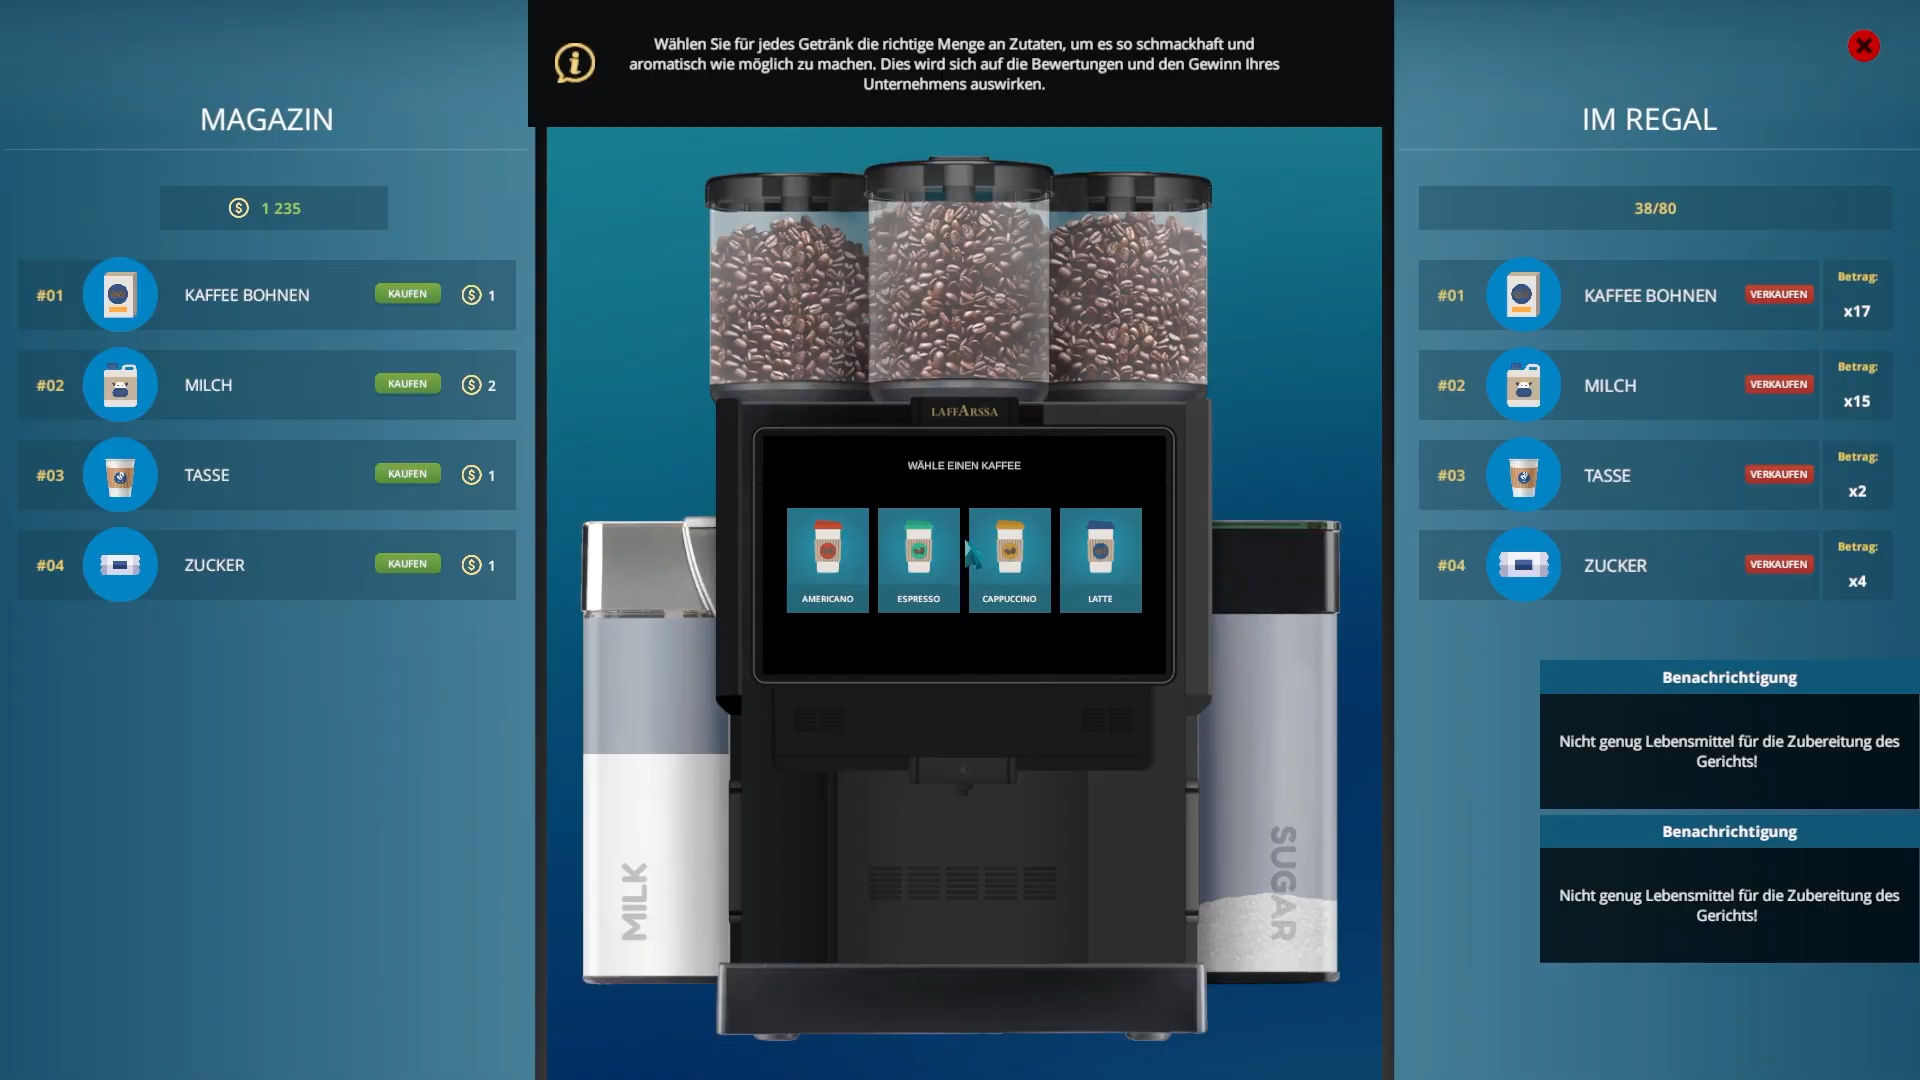 Wählen Sie für jedes Getränk die richtige Menge an Zutaten, um es so schmackhaft und
aromatisch wie möglich zu machen. Dies wird sich auf die Bewertungen und den Gewinn Ihres
Unternehmens auswirken.
MAGAZIN
1 235
#01 KAFFEE BOHNEN KAUFEN 1
#02 MILCH KAUFEN 2
#03 TASSE KAUFEN 1
#04 ZUCKER KAUFEN 1
LAFFARSSA
WÄHLE EINEN KAFFEE
AMERICANO ESPRESSO CAPPUCCINO LATTE
MILK
SUGAR
IM REGAL
38/80
#01 KAFFEE BOHNEN VERKAUFEN Betrag: x17
#02 MILCH VERKAUFEN Betrag: x15
#03 TASSE VERKAUFEN Betrag: x2
#04 ZUCKER VERKAUFEN Betrag: x4
Benachrichtigung
Nicht genug Lebensmittel für die Zubereitung des
Gerichts!
Benachrichtigung
Nicht genug Lebensmittel für die Zubereitung des
Gerichts!